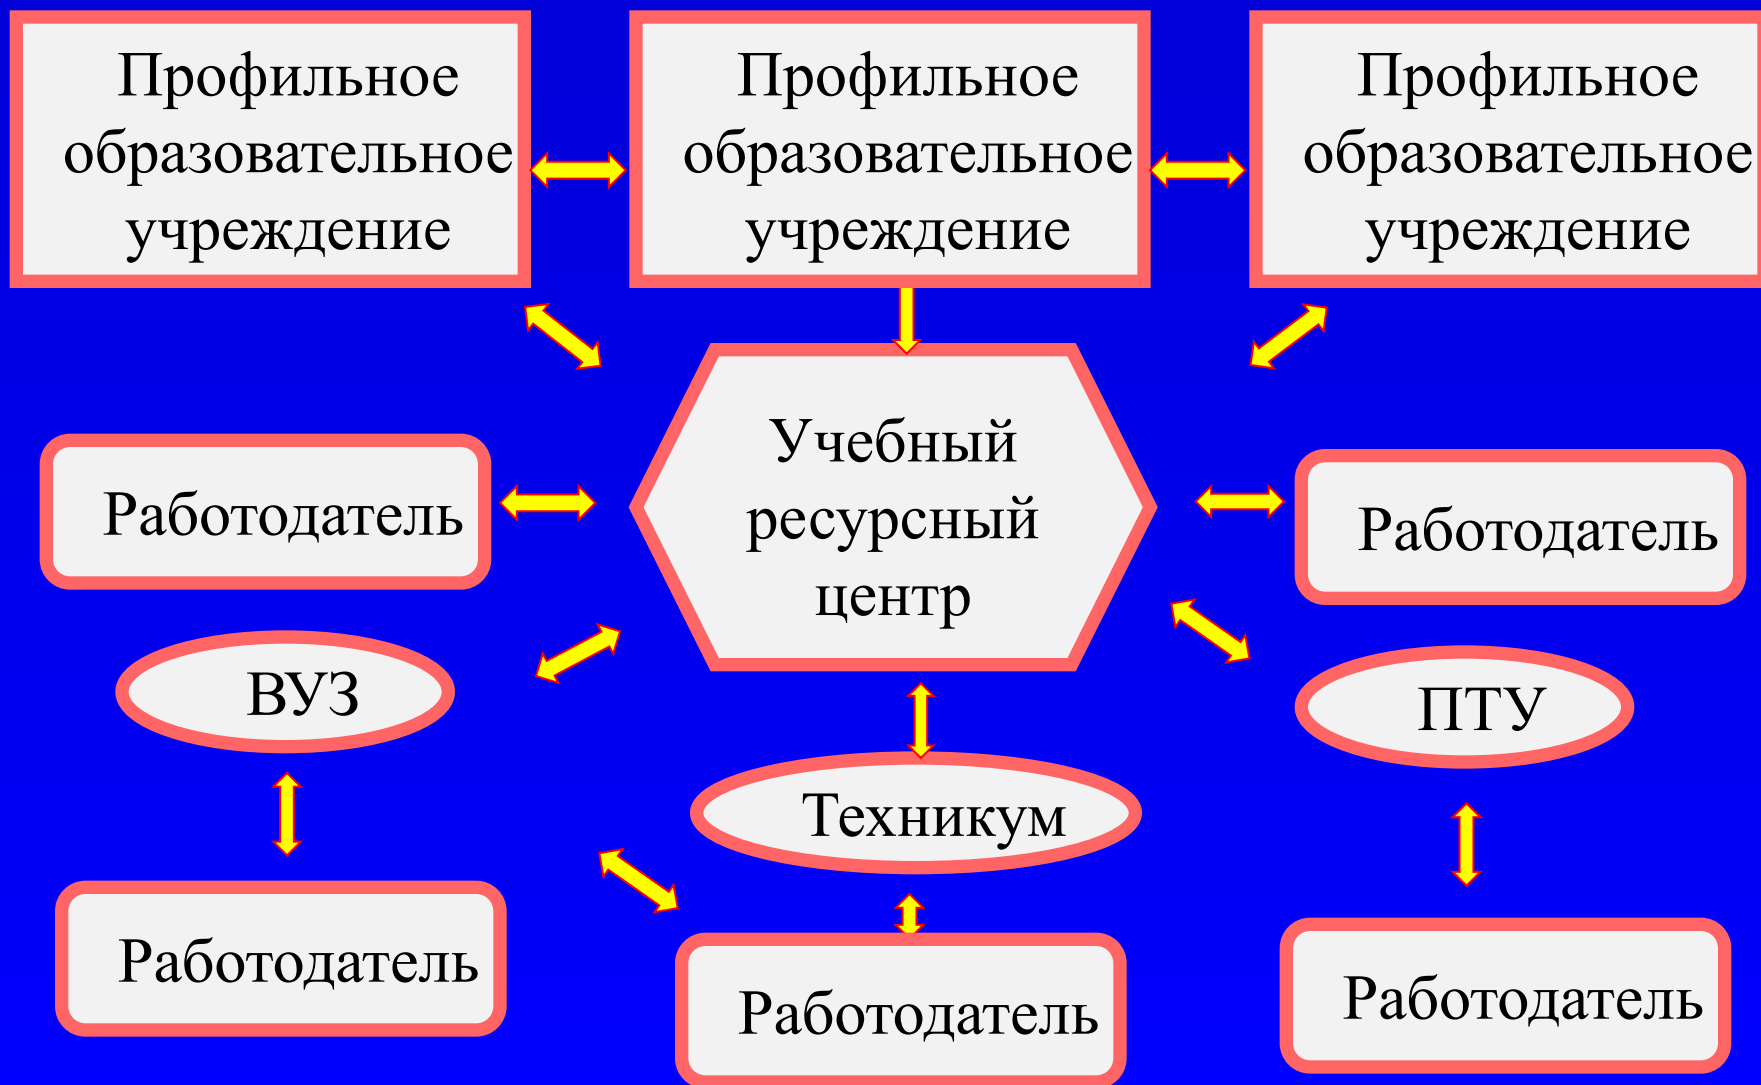 Профильное
образовательное
учреждение
Профильное
образовательное
учреждение
Профильное
образовательное
учреждение
Учебный
ресурсный
центр
Работодатель
Работодатель
ВУЗ
ПТУ
Техникум
Работодатель
Работодатель
Работодатель